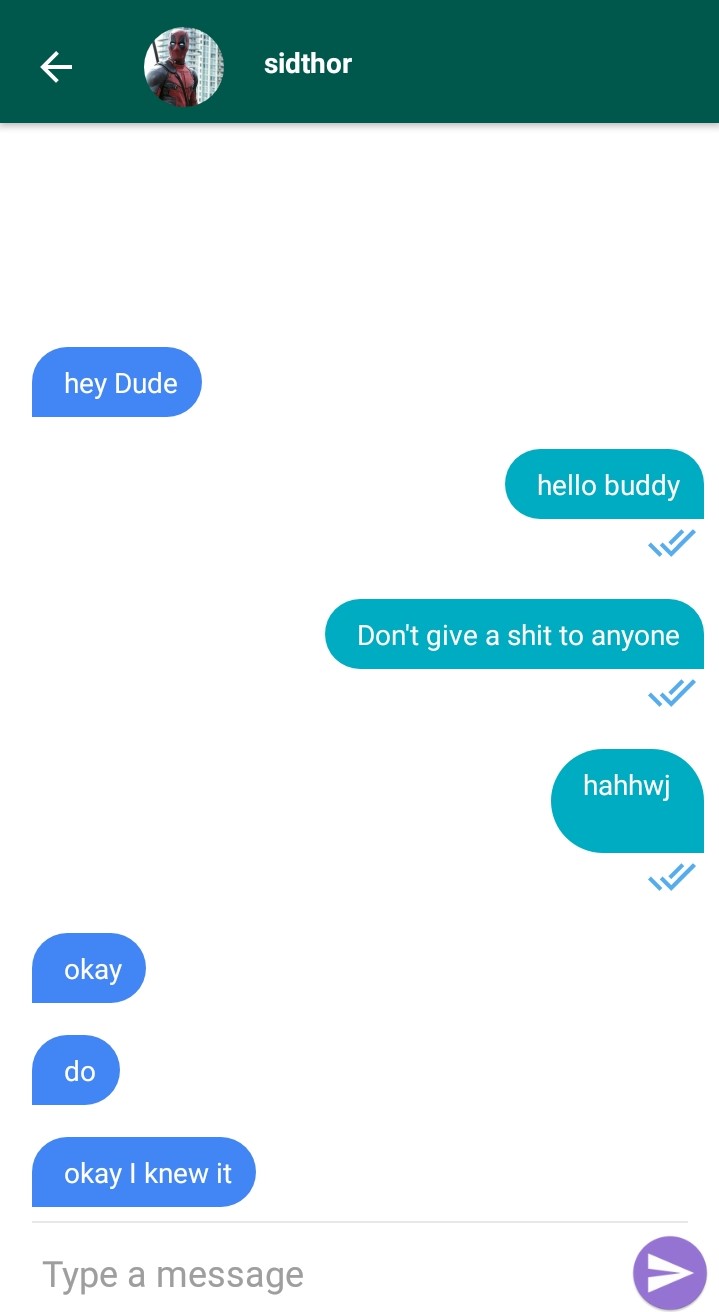 sidthor
hey Dude
hello buddy
Don't give a shit to anyone
hahhwj
okay
do
okay I knew it
Type a message